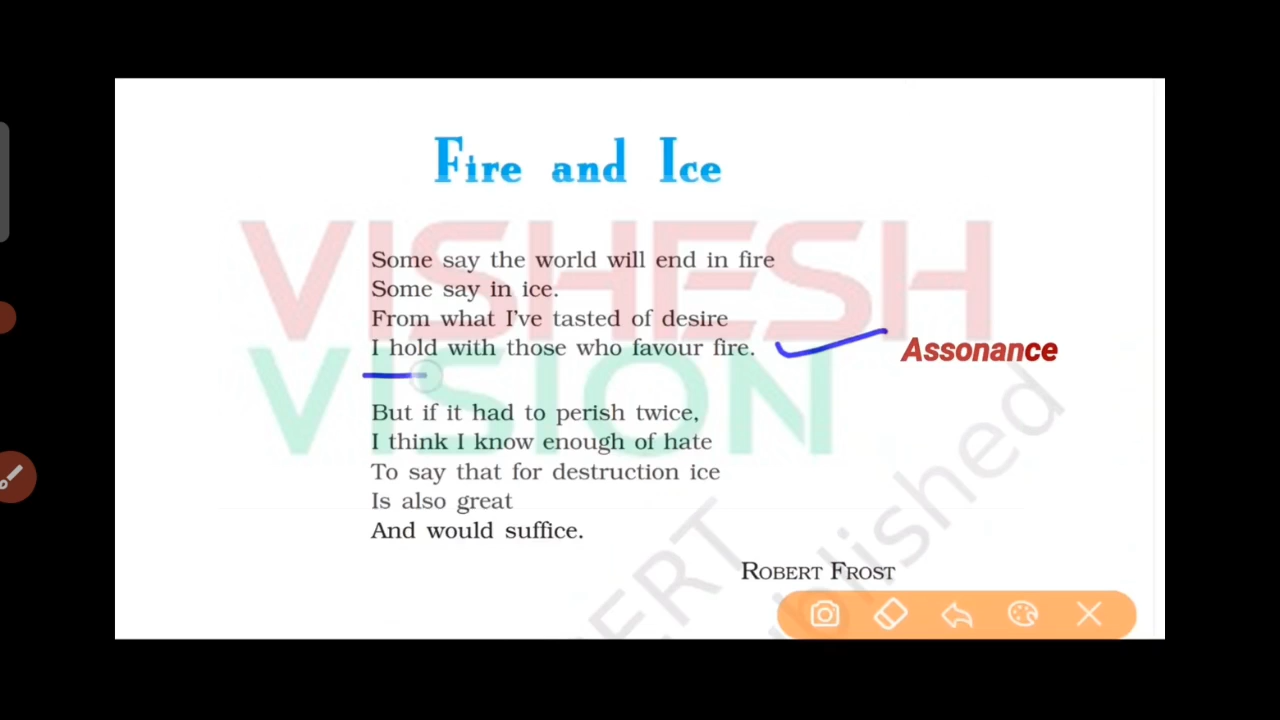 Fire and Ice
VISHESH
VISION
Some say the world will end in fire
Some say in ice.
From what I've tasted of desire
I hold with those who favour fire.
Assonance
But if it had to perish twice,
I think I know enough of hate
To say that for destruction ice
Is also great
And would suffice.
ROBERT FROST